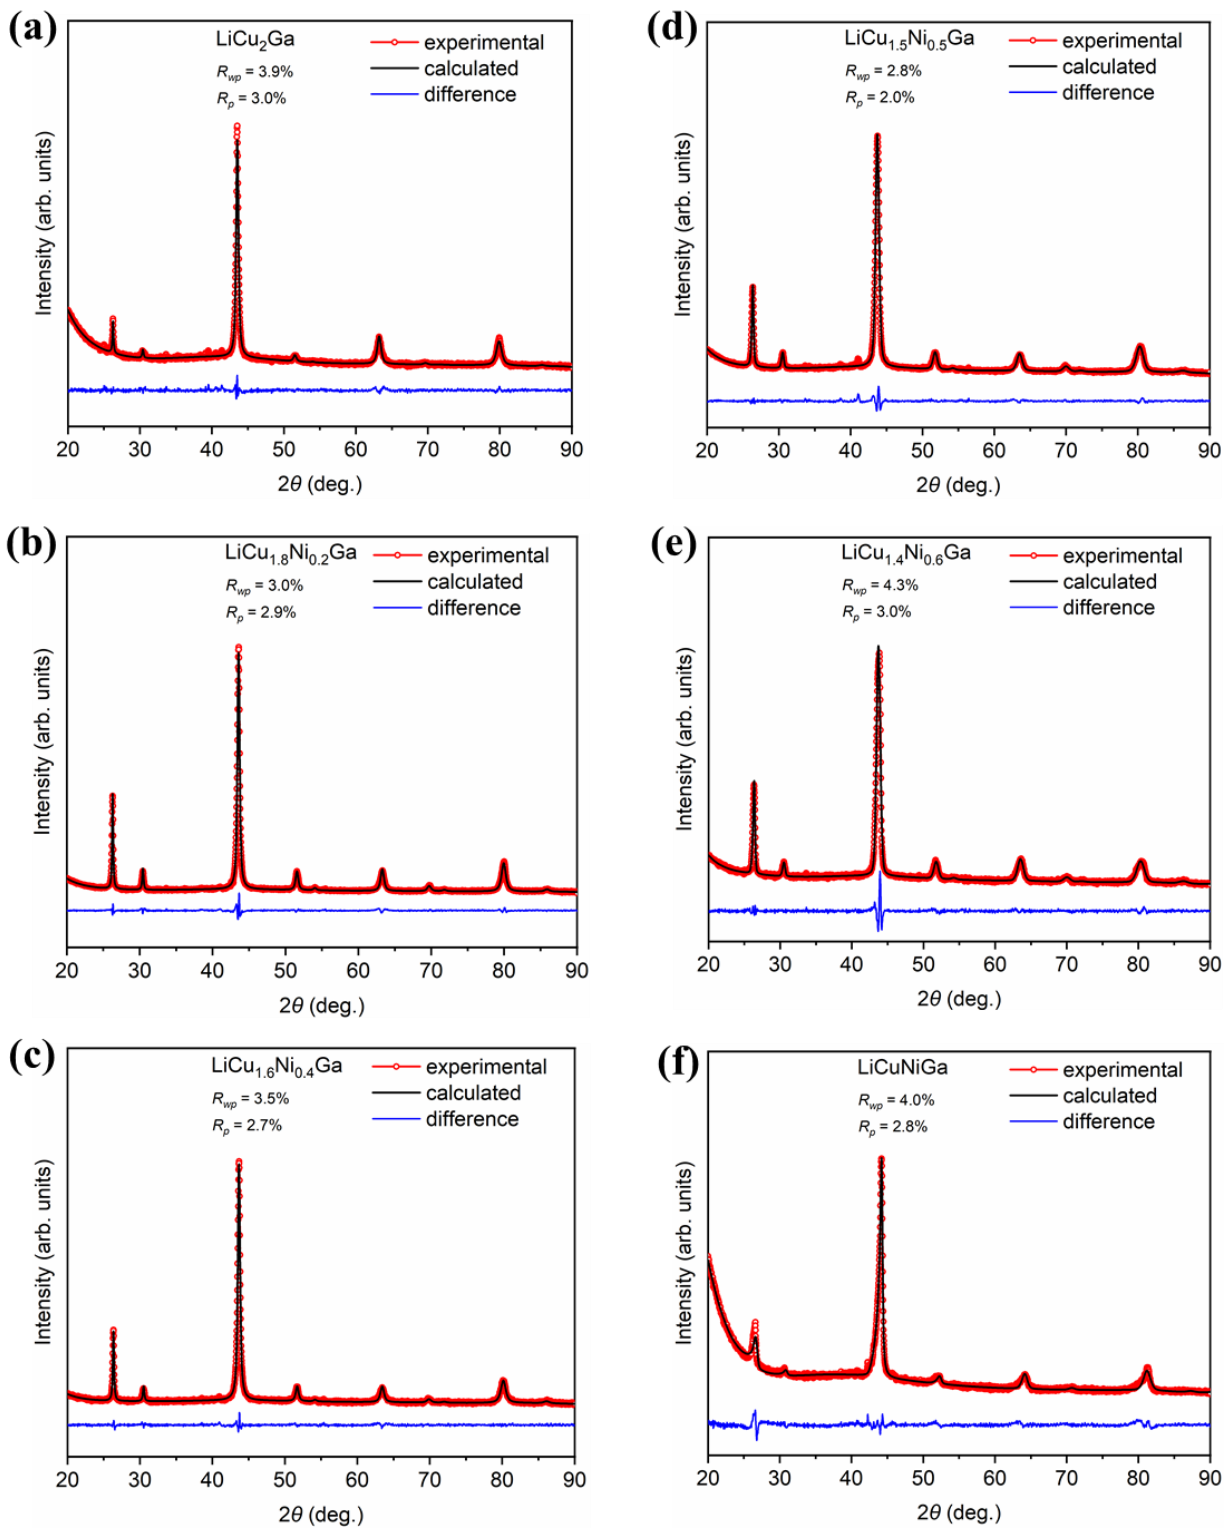 (a)
LiCu₂Ga
Rwp = 3.9%
Rp = 3.0%
experimental
calculated
difference
Intensity (arb. units)
20 30 40 50 60 70 80 90
2θ (deg.)
(d)
LiCu₁.₅Ni₀.₅Ga
Rwp = 2.8%
Rp = 2.0%
experimental
calculated
difference
Intensity (arb. units)
20 30 40 50 60 70 80 90
2θ (deg.)
(b)
LiCu₁.₈Ni₀.₂Ga
Rwp = 3.0%
Rp = 2.9%
experimental
calculated
difference
Intensity (arb. units)
20 30 40 50 60 70 80 90
2θ (deg.)
(e)
LiCu₁.₄Ni₀.₆Ga
Rwp = 4.3%
Rp = 3.0%
experimental
calculated
difference
Intensity (arb. units)
20 30 40 50 60 70 80 90
2θ (deg.)
(c)
LiCu₁.₆Ni₀.₄Ga
Rwp = 3.5%
Rp = 2.7%
experimental
calculated
difference
Intensity (arb. units)
20 30 40 50 60 70 80 90
2θ (deg.)
(f)
LiCuNiGa
Rwp = 4.0%
Rp = 2.8%
experimental
calculated
difference
Intensity (arb. units)
20 30 40 50 60 70 80 90
2θ (deg.)